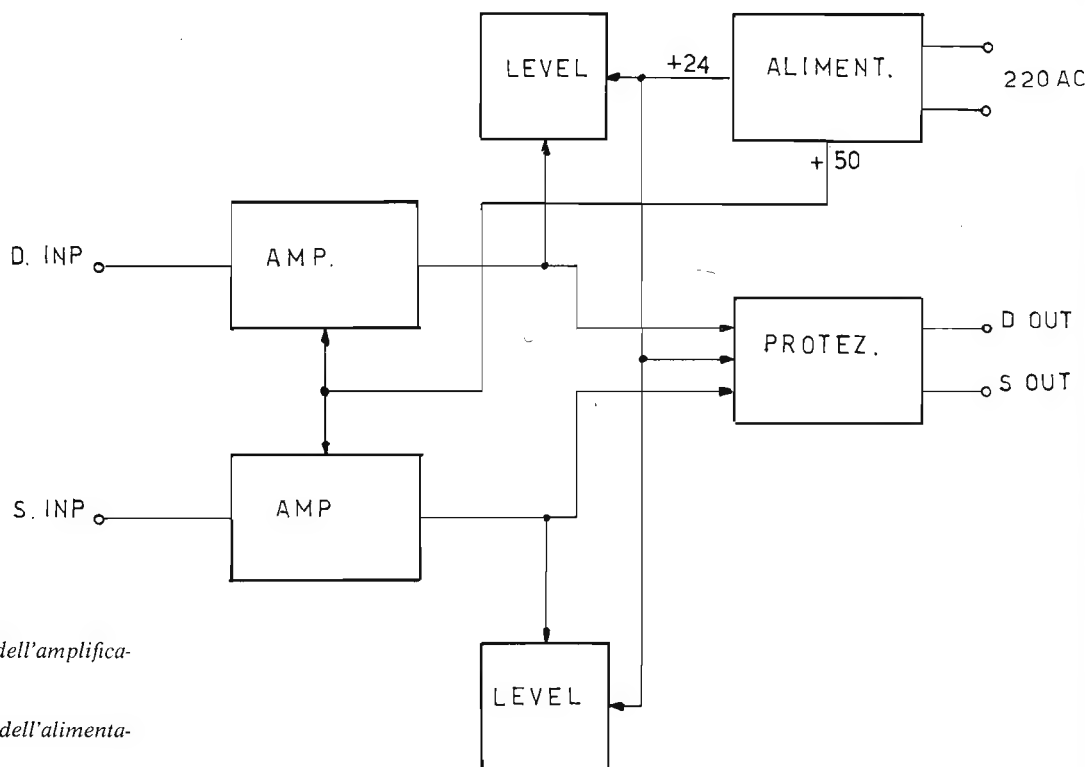 LEVEL
+24
ALIMENT.
220 AC
+ 50
D. INP
AMP.
D OUT
PROTEZ.
S OUT
S. INP
AMP
dell'amplifica-
LEVEL
dell'alimenta-